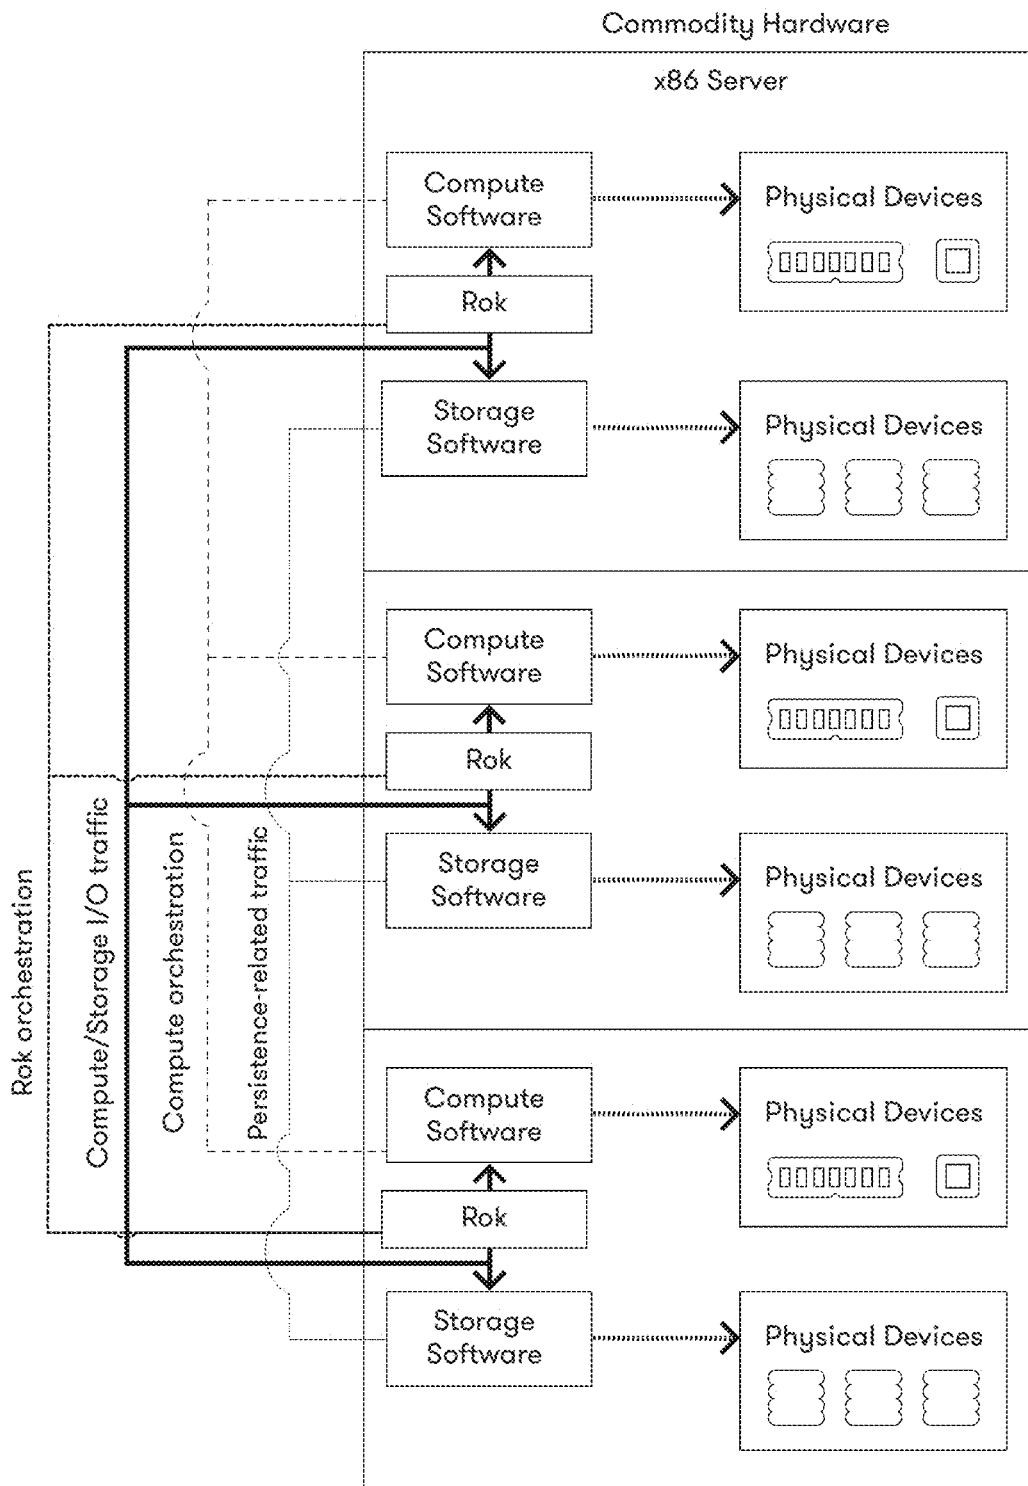 Commodity Hardware
x86 Server
Compute
Software
Physical Devices
Rok
Storage
Software
Physical Devices
Compute
Software
Physical Devices
Rok
Storage
Software
Physical Devices
Rok orchestration
Compute/Storage I/O traffic
Compute orchestration
Persistence-related traffic
Compute
Software
Physical Devices
Rok
Storage
Software
Physical Devices